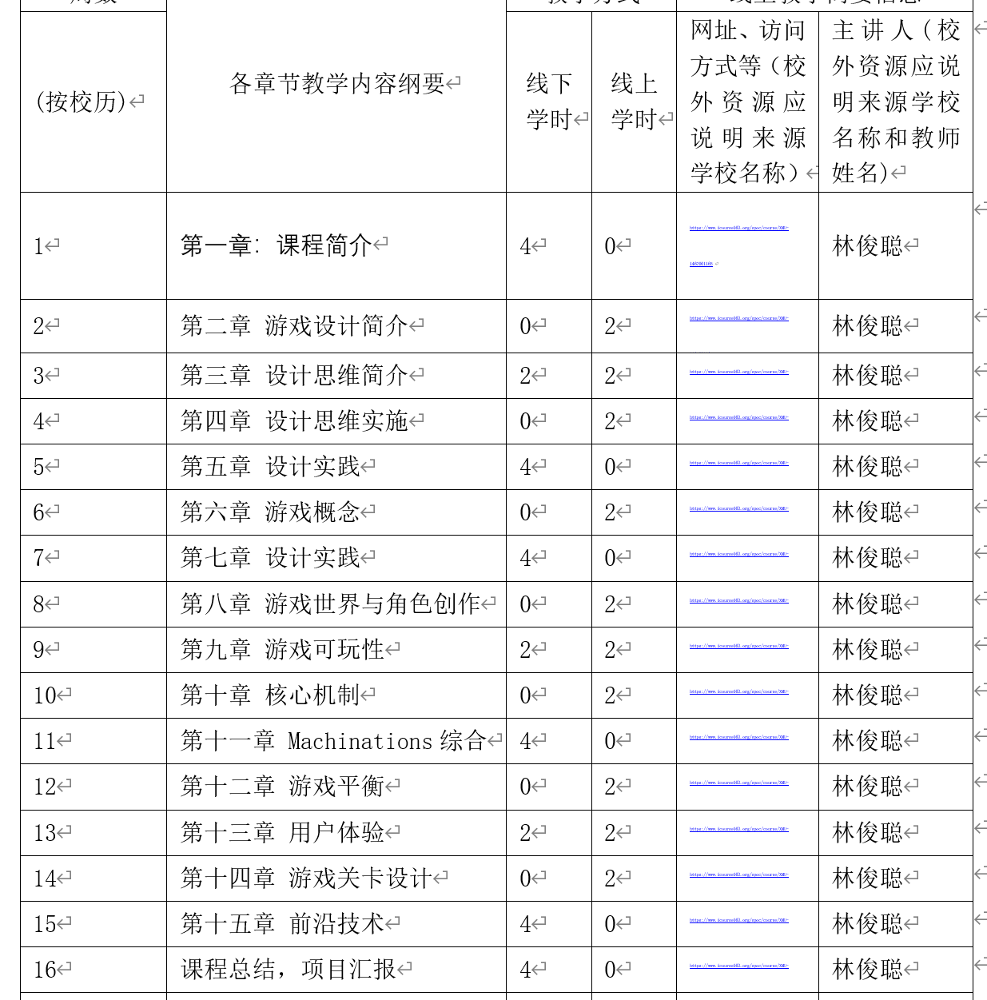 (按校历)
各章节教学内容纲要
线下
学时
线上
学时
网址、访问
方式等（校
外资源应
说明来源
学校名称）
主讲人(校
外资源应说
明来源学校
名称和教师
姓名)
1
第一章：课程简介
4
0
https://www.icourse163.org/spoc/course/XMU-
1467001165
林俊聪
2
第二章 游戏设计简介
0
2
https://www.icourse163.org/spoc/course/XMU-
林俊聪
3
第三章 设计思维简介
2
2
https://www.icourse163.org/spoc/course/XMU-
林俊聪
4
第四章 设计思维实施
0
2
https://www.icourse163.org/spoc/course/XMU-
林俊聪
5
第五章 设计实践
4
0
https://www.icourse163.org/spoc/course/XMU-
林俊聪
6
第六章 游戏概念
0
2
https://www.icourse163.org/spoc/course/XMU-
林俊聪
7
第七章 设计实践
4
0
https://www.icourse163.org/spoc/course/XMU-
林俊聪
8
第八章 游戏世界与角色创作
0
2
https://www.icourse163.org/spoc/course/XMU-
林俊聪
9
第九章 游戏可玩性
2
2
https://www.icourse163.org/spoc/course/XMU-
林俊聪
10
第十章 核心机制
0
2
https://www.icourse163.org/spoc/course/XMU-
林俊聪
11
第十一章 Machinations 综合
4
0
https://www.icourse163.org/spoc/course/XMU-
林俊聪
12
第十二章 游戏平衡
0
2
https://www.icourse163.org/spoc/course/XMU-
林俊聪
13
第十三章 用户体验
2
2
https://www.icourse163.org/spoc/course/XMU-
林俊聪
14
第十四章 游戏关卡设计
0
2
https://www.icourse163.org/spoc/course/XMU-
林俊聪
15
第十五章 前沿技术
4
0
https://www.icourse163.org/spoc/course/XMU-
林俊聪
16
课程总结，项目汇报
4
0
https://www.icourse163.org/spoc/course/XMU-
林俊聪